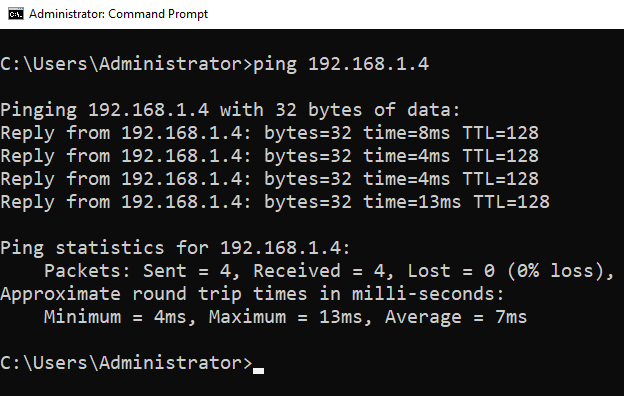 Administrator: Command Prompt
C:\Users\Administrator>ping 192.168.1.4
Pinging 192.168.1.4 with 32 bytes of data:
Reply from 192.168.1.4: bytes=32 time=8ms TTL=128
Reply from 192.168.1.4: bytes=32 time=4ms TTL=128
Reply from 192.168.1.4: bytes=32 time=4ms TTL=128
Reply from 192.168.1.4: bytes=32 time=13ms TTL=128
Ping statistics for 192.168.1.4:
    Packets: Sent = 4, Received = 4, Lost = 0 (0% loss),
Approximate round trip times in milli-seconds:
    Minimum = 4ms, Maximum = 13ms, Average = 7ms
C:\Users\Administrator>